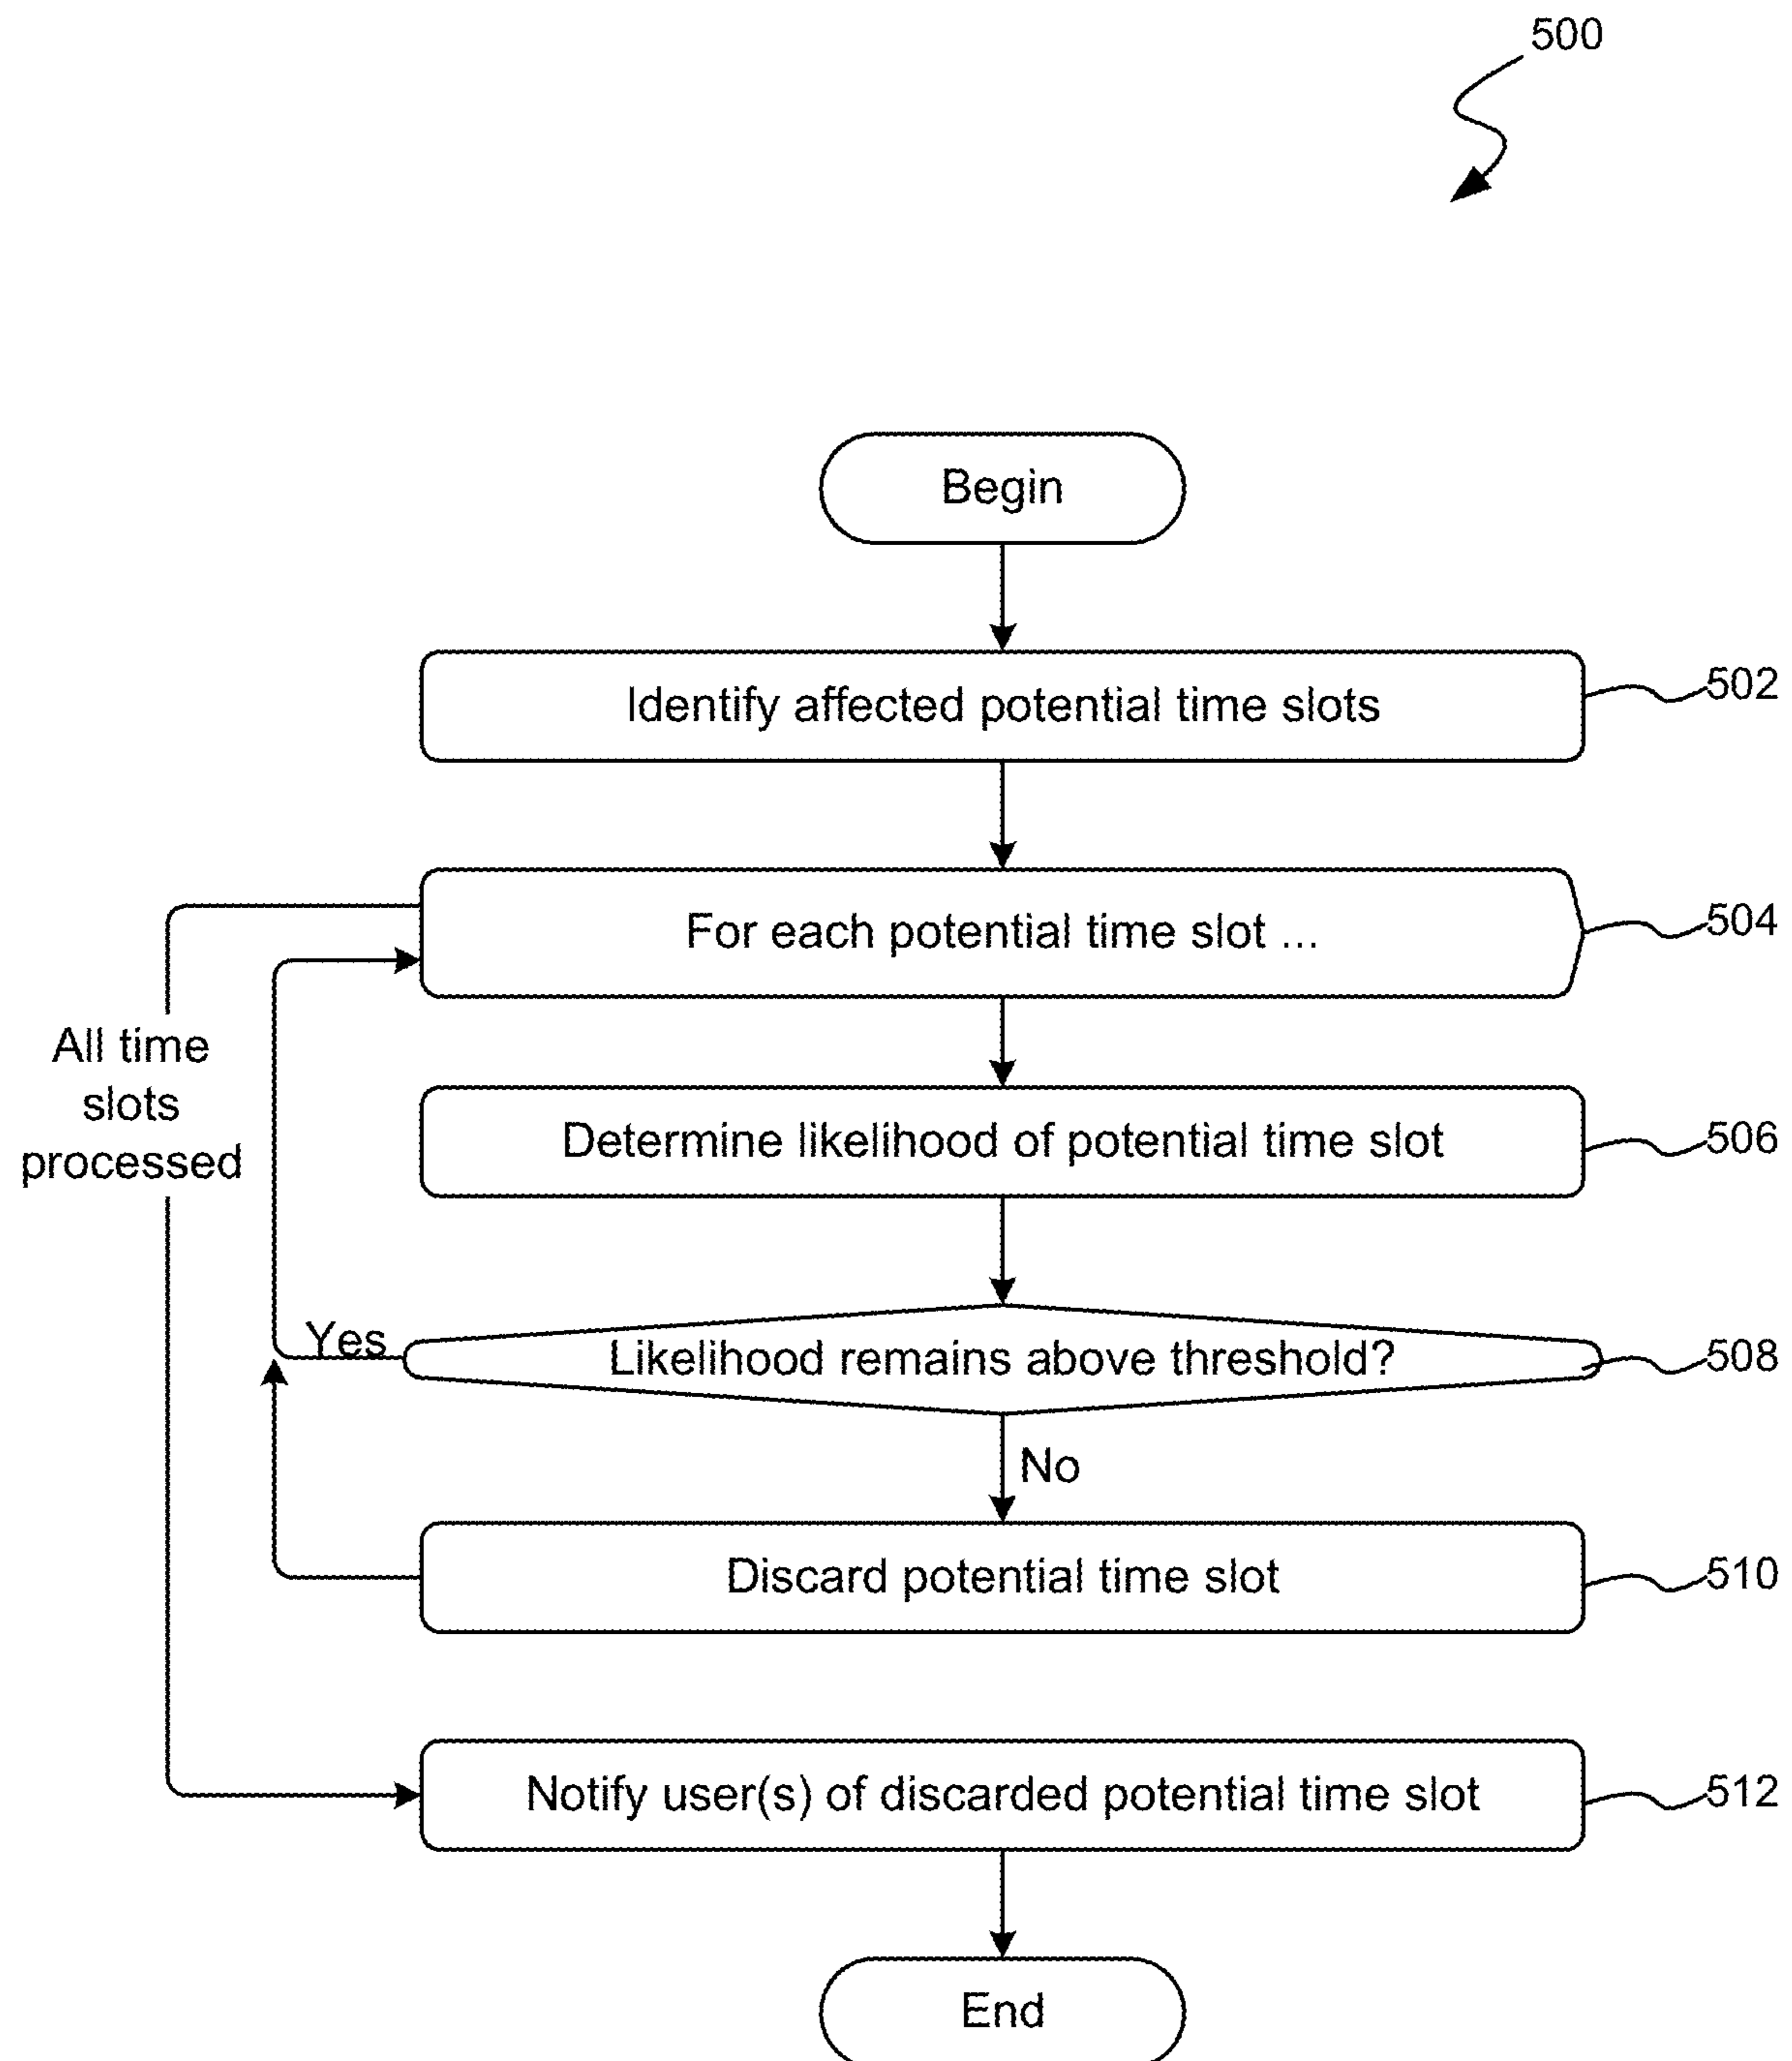 500
Begin
Identify affected potential time slots
502
For each potential time slot ...
504
All time
slots
processed
Determine likelihood of potential time slot
506
Yes
Likelihood remains above threshold?
508
No
Discard potential time slot
510
Notify user(s) of discarded potential time slot
512
End